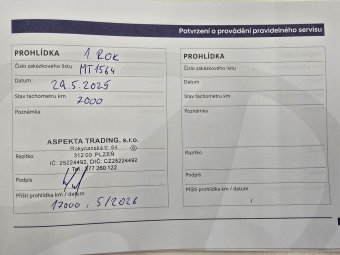 Potvrzení o provádění pravidelného servisu
PROHLÍDKA 1. ROK
Číslo zakázkového listu MT1564
Datum
29.5.2025
Stav tachometru km
7000
Poznámka
ASPEKTA TRADING, s.r.o.
Rokycanská tř. 64
312 00 PLZEŇ
Razítko IČ: 25224492, DIČ: CZ25224492
Tel.: 377 260 122
Podpis
Příští prohlídka km / datum
17000, 5/2026
PROHLÍDKA
Číslo zakázkového listu
Datum
Stav tachometru km
Poznámka
Razítko
Podpis
Příští prohlídka km / datum
/